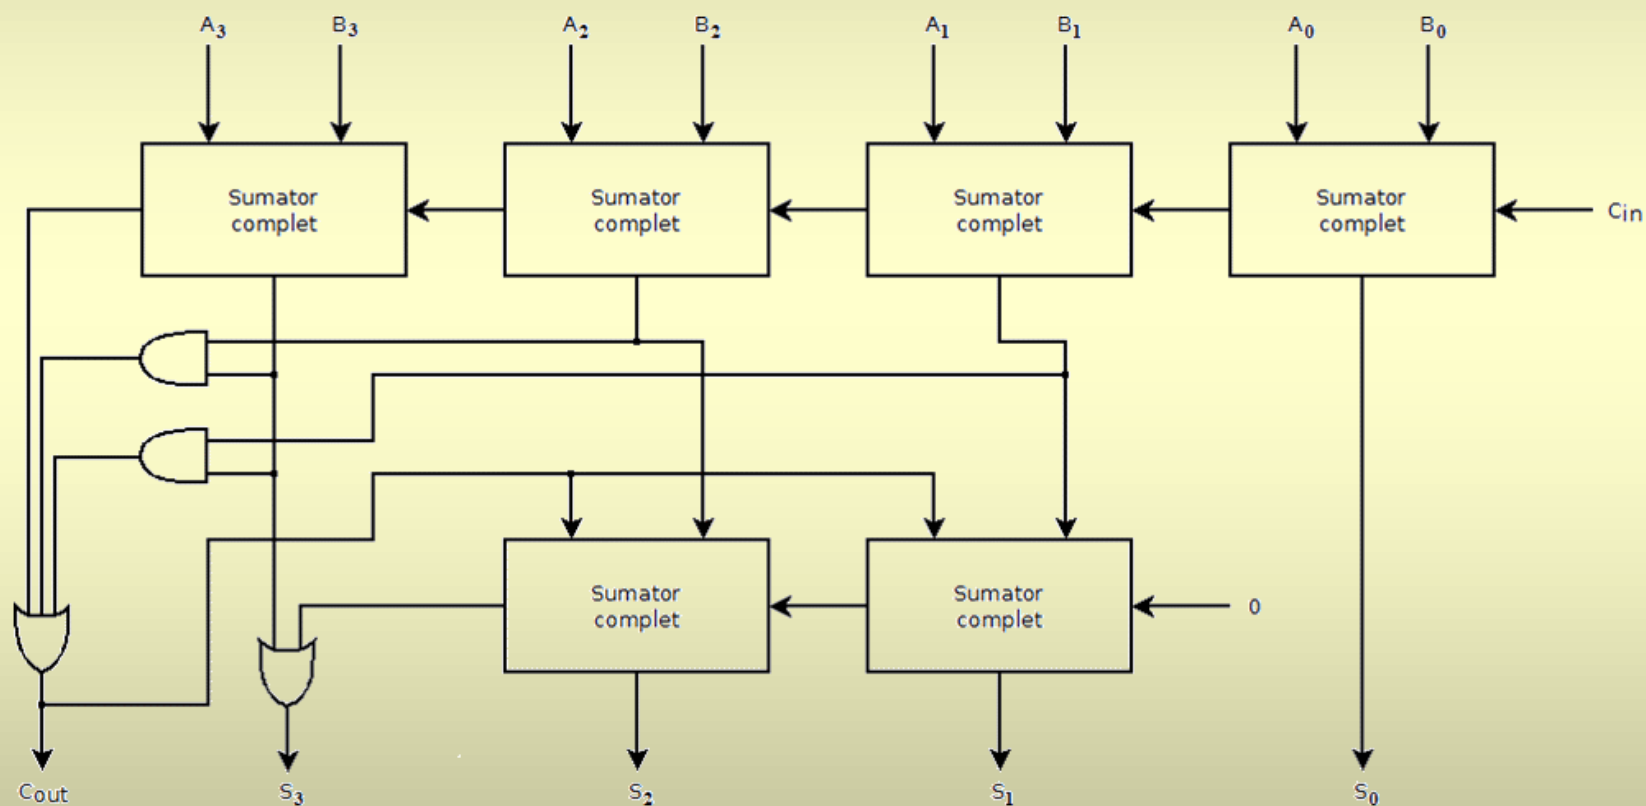 A3 B3 A2 B2 A1 B1 A0 B0
Sumator
complet
Sumator
complet
Sumator
complet
Sumator
complet
Cin
Sumator
complet
Sumator
complet
0
Cout S3 S2 S1 S0